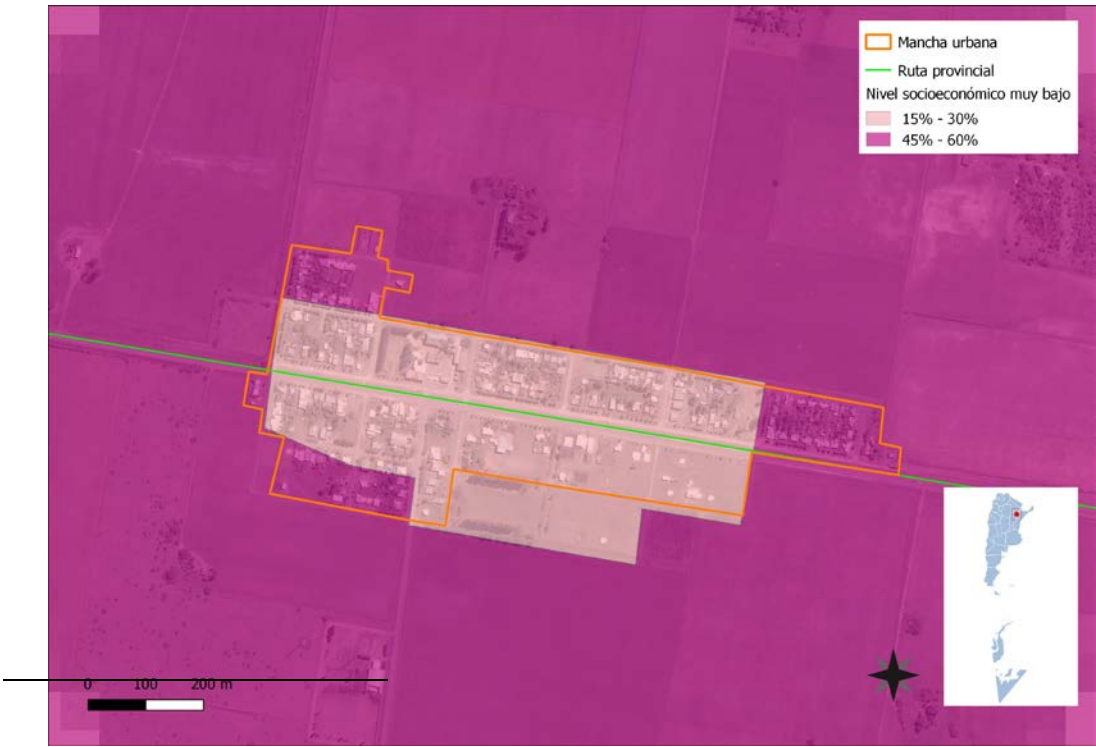 Mancha urbana
Ruta provincial
Nivel socioeconómico muy bajo
15% - 30%
45% - 60%
0 100 200 m